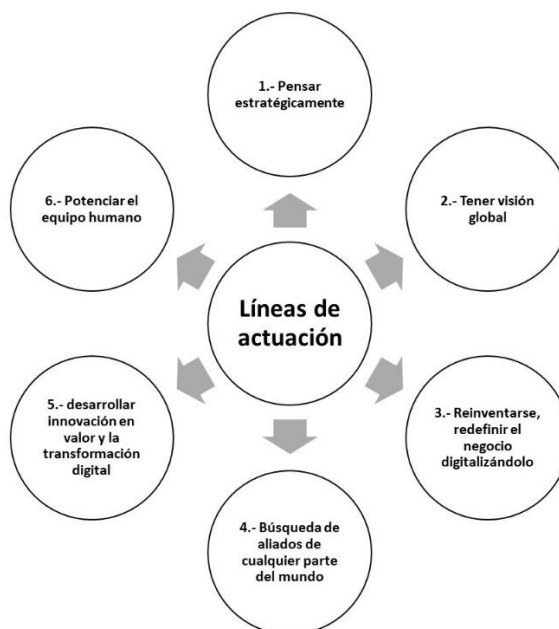 1.- Pensar
estratégicamente
2.- Tener visión
global
3.- Reinventarse,
redefinir el
negocio
digitalizándolo
4.- Búsqueda de
aliados de
cualquier parte
del mundo
5.- desarrollar
innovación en
valor y la
transformación
digital
6.- Potenciar el
equipo humano
Líneas de
actuación